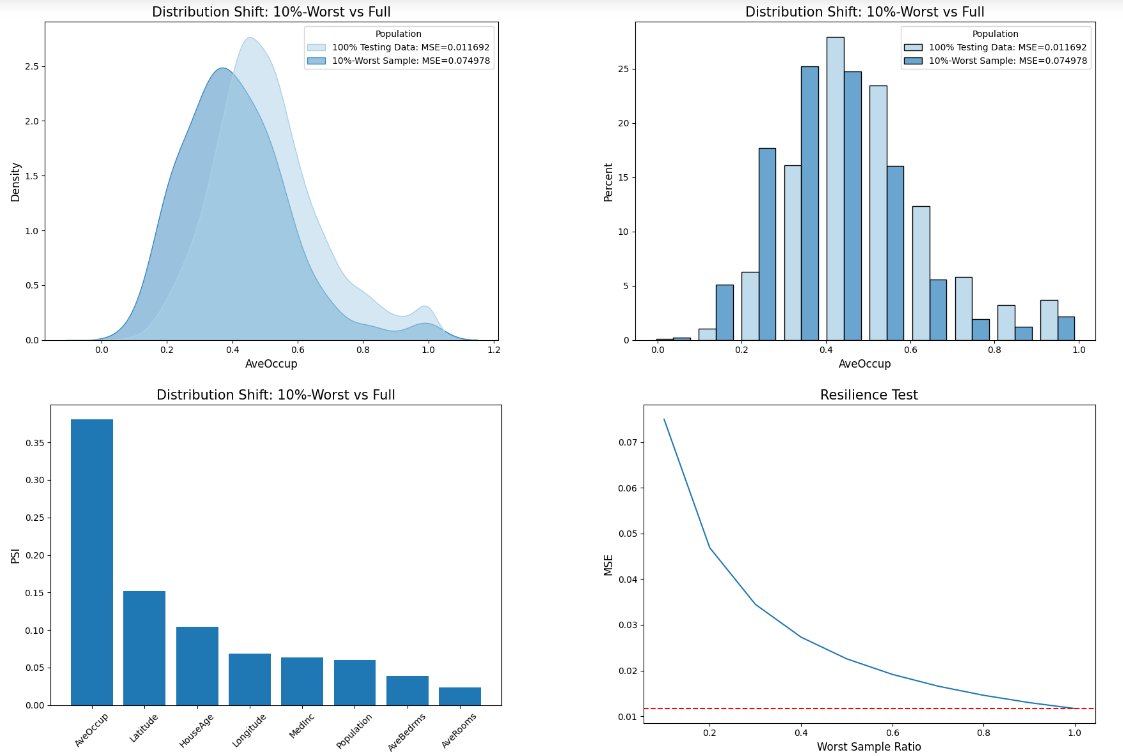 Distribution Shift: 10%-Worst vs Full
Population
100% Testing Data: MSE=0.011692
10%-Worst Sample: MSE=0.074978
Density
2.5
2.0
1.5
1.0
0.5
0.0
0.0 0.2 0.4 0.6 0.8 1.0 1.2
AveOccup
Distribution Shift: 10%-Worst vs Full
Population
100% Testing Data: MSE=0.011692
10%-Worst Sample: MSE=0.074978
Percent
25
20
15
10
5
0
0.0 0.2 0.4 0.6 0.8 1.0
AveOccup
Distribution Shift: 10%-Worst vs Full
PSI
0.35
0.30
0.25
0.20
0.15
0.10
0.05
0.00
AveOccup Latitude HouseAge Longitude MedInc Population AveBedrms AveRooms
Resilience Test
MSE
0.07
0.06
0.05
0.04
0.03
0.02
0.01
0.2 0.4 0.6 0.8 1.0
Worst Sample Ratio